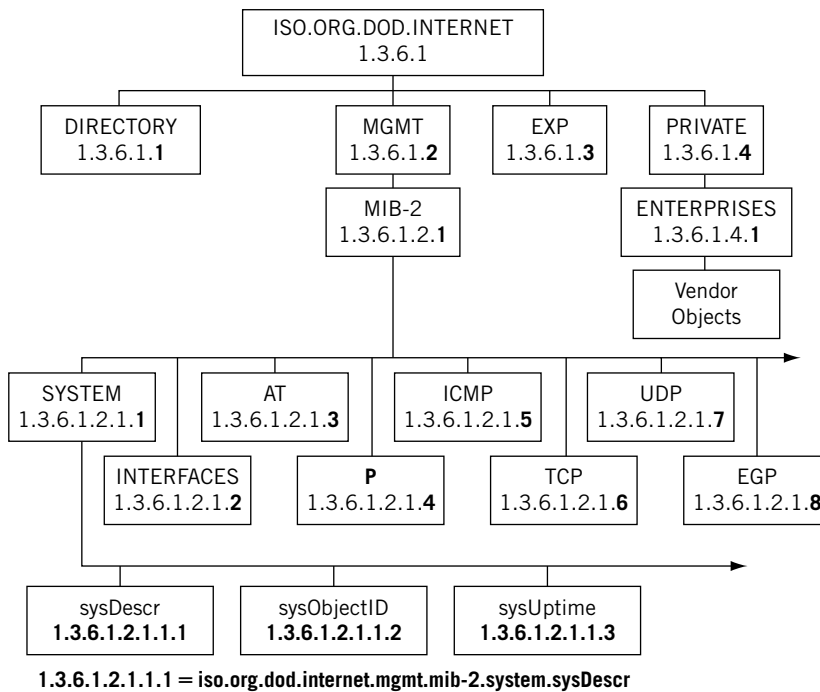 ISO.ORG.DOD.INTERNET
1.3.6.1
DIRECTORY
1.3.6.1.1
MGMT
1.3.6.1.2
EXP
1.3.6.1.3
PRIVATE
1.3.6.1.4
MIB-2
1.3.6.1.2.1
ENTERPRISES
1.3.6.1.4.1
Vendor
Objects
SYSTEM
1.3.6.1.2.1.1
AT
1.3.6.1.2.1.3
ICMP
1.3.6.1.2.1.5
UDP
1.3.6.1.2.1.7
INTERFACES
1.3.6.1.2.1.2
P
1.3.6.1.2.1.4
TCP
1.3.6.1.2.1.6
EGP
1.3.6.1.2.1.8
sysDescr
1.3.6.1.2.1.1.1
sysObjectID
1.3.6.1.2.1.1.2
sysUptime
1.3.6.1.2.1.1.3
1.3.6.1.2.1.1.1 = iso.org.dod.internet.mgmt.mib-2.system.sysDescr